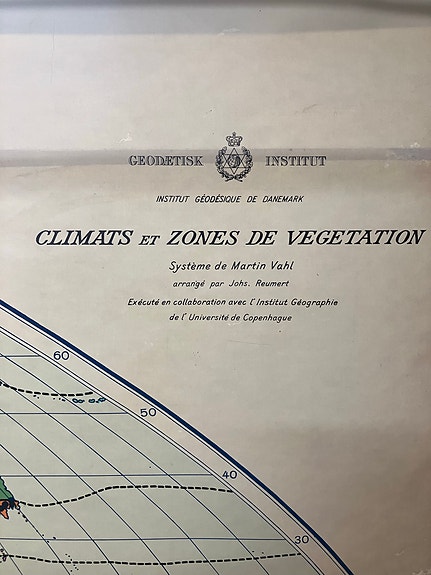 GEODÆTISK INSTITUT
INSTITUT GÉODÉSIQUE DE DANEMARK
CLIMATS ET ZONES DE VEGETATION
Système de Martin Vahl
arrangé par Johs. Reumert
Exécuté en collaboration avec l'Institut Géographie
de l'Université de Copenhague
60
50
40
30